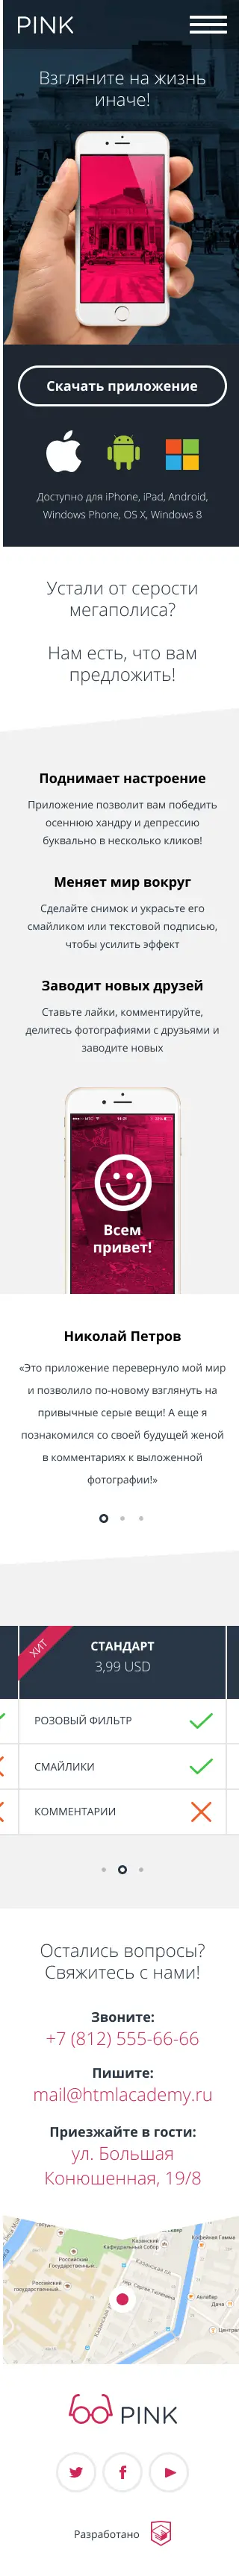 PINK
Взгляните на жизнь
иначе!
Скачать приложение
Доступно для iPhone, iPad, Android,
Windows Phone, OS X, Windows 8
Устали от серости
мегаполиса?
Нам есть, что вам
предложить!
Поднимает настроение
Приложение позволит вам победить
осеннюю хандру и депрессию
буквально в несколько кликов!
Меняет мир вокруг
Сделайте снимок и украсьте его
смайликом или текстовой подписью,
чтобы усилить эффект
Заводит новых друзей
Ставьте лайки, комментируйте,
делитесь фотографиями с друзьями и
заводите новых
Всем
привет!
Николай Петров
«Это приложение перевернуло мой мир
и позволило по-новому взглянуть на
привычные серые вещи! А еще я
познакомился со своей будущей женой
в комментариях к выложенной
фотографии!»
ХИТ
СТАНДАРТ
3,99 USD
РОЗОВЫЙ ФИЛЬТР
СМАЙЛИКИ
КОММЕНТАРИИ
Остались вопросы?
Свяжитесь с нами!
Звоните:
+7 (812) 555-66-66
Пишите:
mail@htmlacademy.ru
Приезжайте в гости:
ул. Большая
Конюшенная, 19/8
Казанский
Кафедральный Собор
Казанская ул.
PINK
Разработано